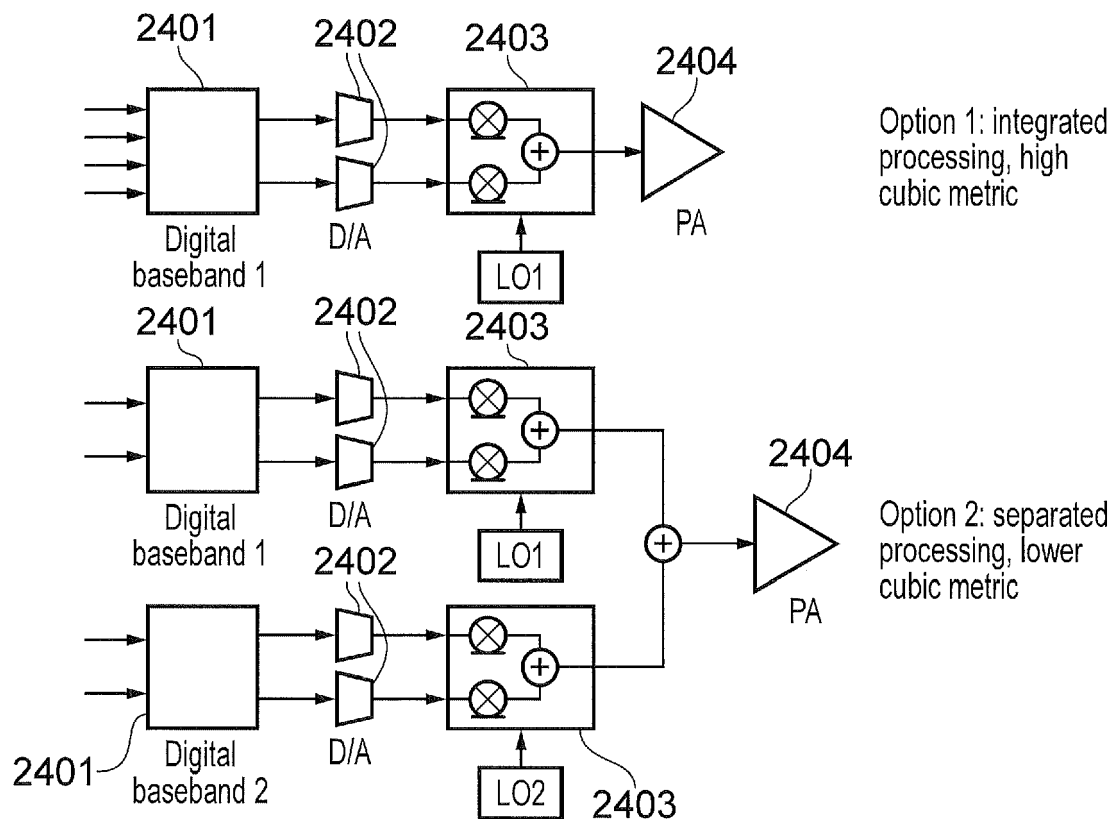 2401
2402
2403
2404
Digital
baseband 1
D/A
LO1
PA
Option 1: integrated
processing, high
cubic metric
2401
2402
2403
Digital
baseband 1
D/A
LO1
2404
PA
Option 2: separated
processing, lower
cubic metric
2402
2401
Digital
baseband 2
D/A
LO2
2403